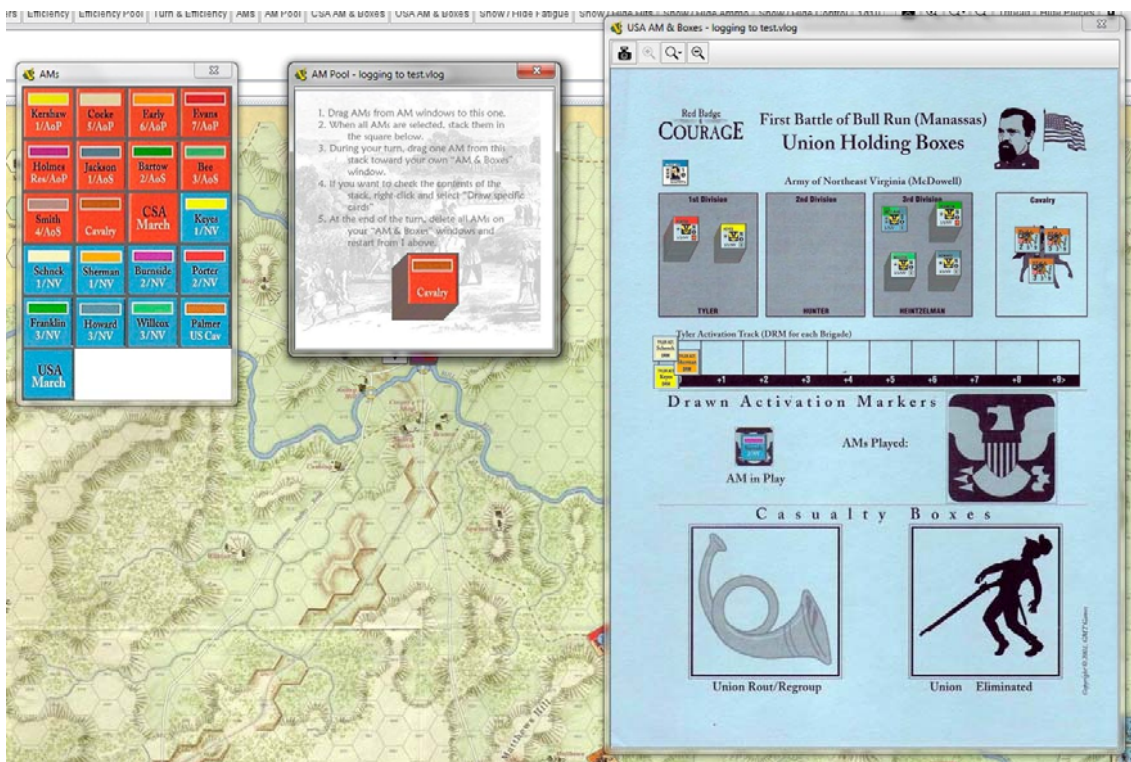 Efficiency
Efficiency Pool
Turn & Efficiency
AMs
AM Pool
CSA AM & Boxes
USA AM & Boxes
Show / Hide Fatigue
AMs
Kershaw
1/AoP
Cocke
5/AoP
Early
6/AoP
Evans
7/AoP
Holmes
Res/AoP
Jackson
1/AoS
Bartow
2/AoS
Bee
3/AoS
Smith
4/AoS
Cavalry
CSA
March
Keyes
1/NV
Schnck
1/NV
Sherman
1/NV
Burnside
2/NV
Porter
2/NV
Franklin
3/NV
Howard
3/NV
Willcox
3/NV
Palmer
US Cav
USA
March
AM Pool - logging to test.vlog
1. Drag AMs from AM windows to this one.
2. When all AMs are selected, stack them in
the square below.
3. During your turn, drag one AM from this
stack toward your own "AM & Boxes"
window.
4. If you want to check the contents of the
stack, right-click and select "Draw specific
cards"
5. At the end of the turn, delete all AMs on
your "AM & Boxes" windows and
restart from 1 above.
Cavalry
USA AM & Boxes - logging to test.vlog
Red Badge
of
COURAGE
First Battle of Bull Run (Manassas)
Union Holding Boxes
Army of Northeast Virginia (McDowell)
1st Division
2nd Division
3rd Division
Cavalry
TYLER
HUNTER
HEINTZELMAN
Tyler Activation Track (DRM for each Brigade)
+1
+2
+3
+4
+5
+6
+7
+8
+9>
Drawn Activation Markers
AMs Played:
AM in Play
Casualty Boxes
Union Rout/Regroup
Union Eliminated
Copyright © 2001, GMT Games
Matthews Hill